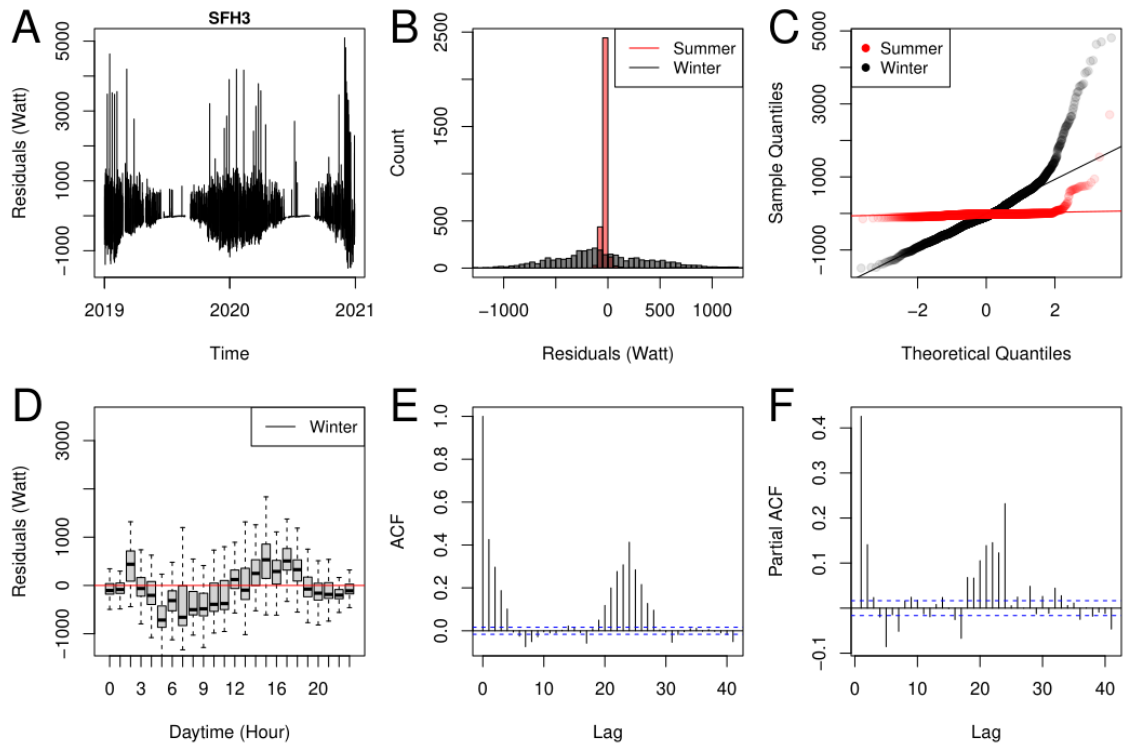 A
SFH3
Residuals (Watt)
5000
3000
1000
−1000
2019
2020
2021
Time
B
Count
2500
1500
500
0
−1000
0
500
1000
Residuals (Watt)
Summer
Winter
C
Sample Quantiles
5000
3000
1000
−1000
−2
0
2
Theoretical Quantiles
Summer
Winter
D
Residuals (Watt)
3000
1000
0
−1000
0
3
6
9
12
20
Daytime (Hour)
Winter
E
ACF
1.0
0.8
0.6
0.4
0.2
0.0
0
10
20
30
40
Lag
F
Partial ACF
0.4
0.3
0.2
0.1
0.0
−0.1
0
10
20
30
40
Lag